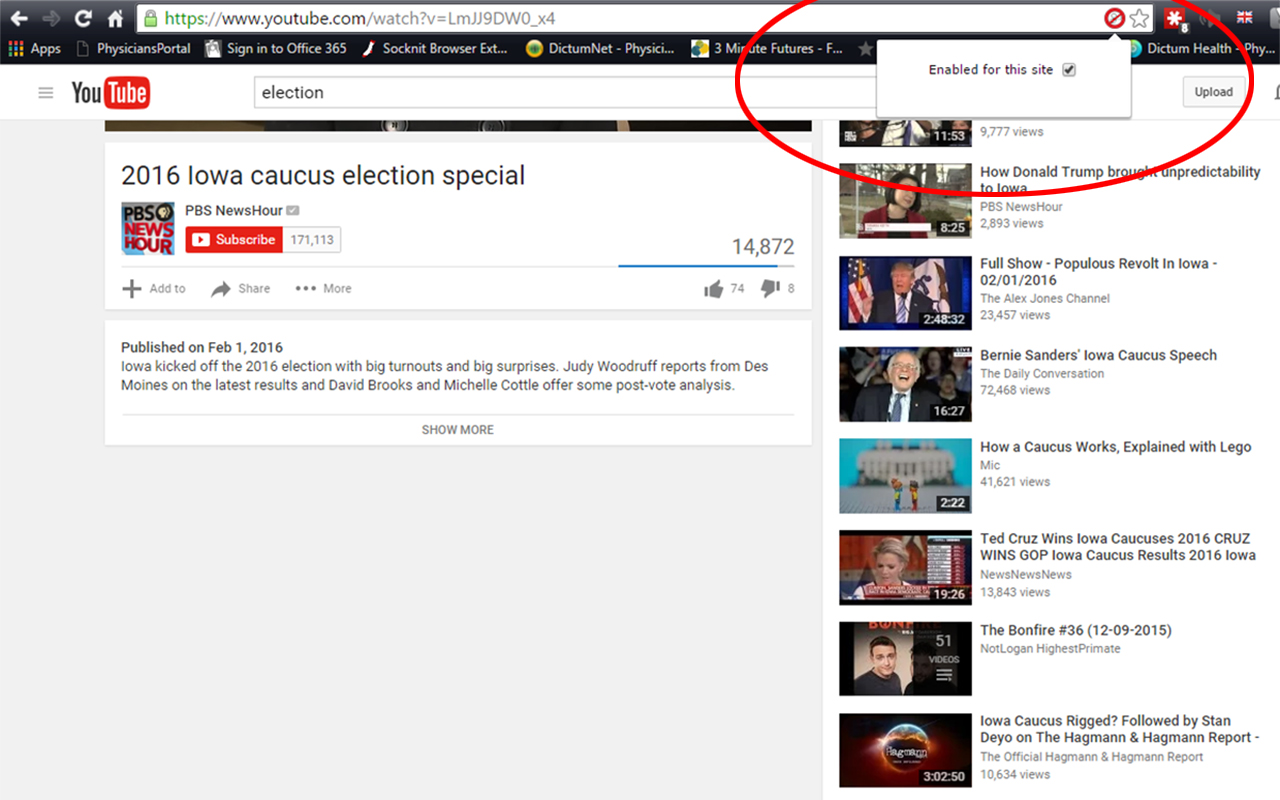 https://www.youtube.com/watch?v=LmJJ9DW0_x4
8
Apps
PhysiciansPortal
Sign in to Office 365
Socknit Browser Ext...
DictumNet - Physici...
3 Minute Futures - F...
Dictum Health - Phy...
Enabled for this site
YouTube
election
Upload
2016 Iowa caucus election special
PBS NEWS HOUR
PBS NewsHour
Subscribe
171,113
14,872
Add to
Share
More
74
8
Published on Feb 1, 2016
Iowa kicked off the 2016 election with big turnouts and big surprises. Judy Woodruff reports from Des
Moines on the latest results and David Brooks and Michelle Cottle offer some post-vote analysis.
SHOW MORE
11:53
9,777 views
8:25
How Donald Trump brought unpredictability
to Iowa
PBS NewsHour
2,893 views
2:48:32
Full Show - Populous Revolt In Iowa -
02/01/2016
The Alex Jones Channel
23,457 views
16:27
Bernie Sanders' Iowa Caucus Speech
The Daily Conversation
72,468 views
2:22
How a Caucus Works, Explained with Lego
Mic
41,621 views
19:26
Ted Cruz Wins Iowa Caucuses 2016 CRUZ
WINS GOP Iowa Caucus Results 2016 Iowa
NewsNewsNews
13,843 views
51
VIDEOS
The Bonfire #36 (12-09-2015)
NotLogan HighestPrimate
Hagmann
3:02:50
Iowa Caucus Rigged? Followed by Stan
Deyo on The Hagmann & Hagmann Report -
The Official Hagmann & Hagmann Report
10,634 views